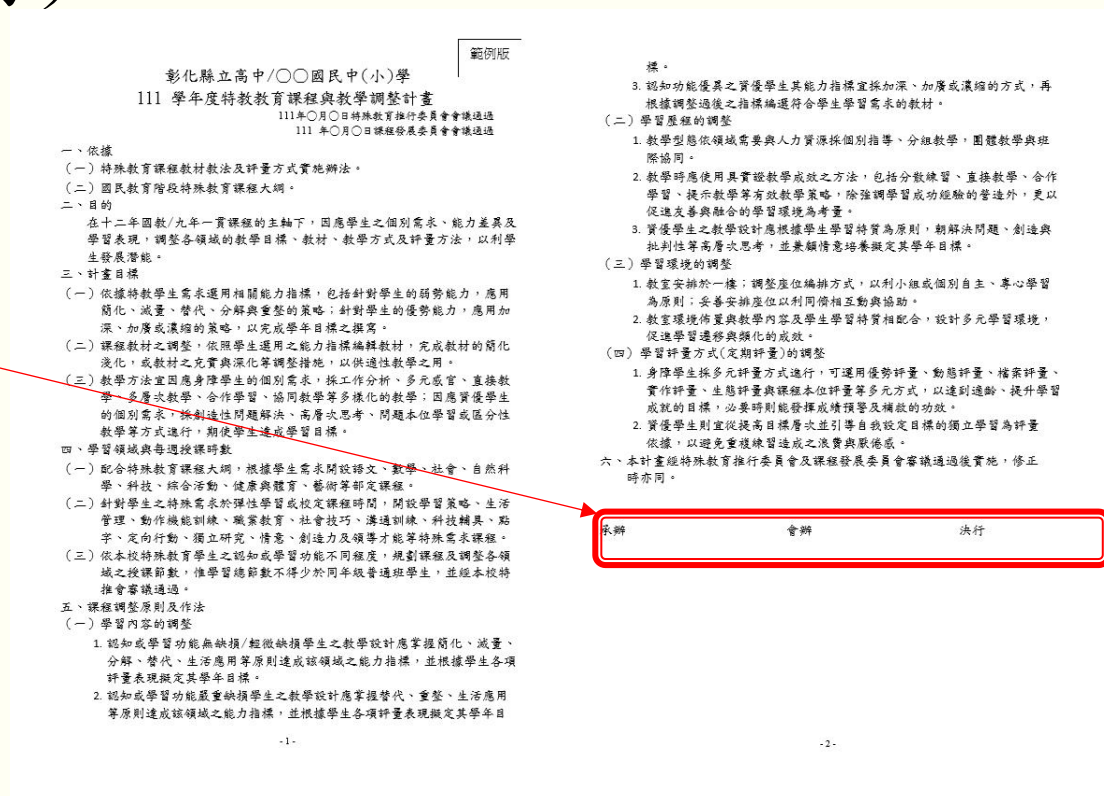 範例版
彰化縣立高中/○○國民中(小)學
111 學年度特教教育課程與教學調整計畫
111年○月○日特殊教育推行委員會會議通過
111 年○月○日課程發展委員會會議通過
一、依據
（一）特殊教育課程教材教法及評量方式實施辦法。
（二）國民教育階段特殊教育課程大綱。
二、目的
在十二年國教/九年一貫課程的主軸下，因應學生之個別需求、能力差異及
學習表現，調整各領域的教學目標、教材、教學方式及評量方法，以利學
生發展潛能。
三、計畫目標
（一）依據特教學生需求選用相關能力指標，包括針對學生的弱勢能力，應用
簡化、減量、替代、分解與重整的策略；針對學生的優勢能力，應用加
深、加廣或濃縮的策略，以完成學年目標之撰寫。
（二）課程教材之調整，依照學生選用之能力指標編輯教材，完成教材的簡化
淺化，或教材之充實與深化等調整措施，以供適性教學之用。
（三）教學方法宜因應身障學生的個別需求，採工作分析、多元感官、直接教
學、多層次教學、合作學習、協同教學等多樣化的教學；因應資優學生
的個別需求，採創造性問題解決、高層次思考、問題本位學習或區分性
教學等方式進行，期使學生達成學習目標。
四、學習領域與每週授課時數
（一）配合特殊教育課程大綱，根據學生需求開設語文、數學、社會、自然科
學、科技、綜合活動、健康與體育、藝術等部定課程。
（二）針對學生之特殊需求於彈性學習或校定課程時間，開設學習策略、生活
管理、動作機能訓練、職業教育、社會技巧、溝通訓練、科技輔具、點
字、定向行動、獨立研究、情意、創造力及領導才能等特殊需求課程。
（三）依本校特殊教育學生之認知或學習功能不同程度，規劃課程及調整各領
域之授課節數，惟學習總節數不得少於同年級普通班學生，並經本校特
推會審議通過。
五、課程調整原則及作法
（一）學習內容的調整
1. 認知或學習功能無缺損/輕微缺損學生之教學設計應掌握簡化、減量、
分解、替代、生活應用等原則達成該領域之能力指標，並根據學生各項
評量表現擬定其學年目標。
2. 認知或學習功能嚴重缺損學生之教學設計應掌握替代、重整、生活應用
等原則達成該領域之能力指標，並根據學生各項評量表現擬定其學年目
- 1 -
標。
3. 認知功能優異之資優學生其能力指標宜採加深、加廣或濃縮的方式，再
根據調整過後之指標編選符合學生學習需求的教材。
（二）學習歷程的調整
1. 教學型態依領域需要與人力資源採個別指導、分組教學，團體教學與班
際協同。
2. 教學時應使用具實證教學成效之方法，包括分散練習、直接教學、合作
學習、提示教學等有效教學策略，除強調學習成功經驗的營造外，更以
促進友善與融合的學習環境為考量。
3. 資優學生之教學設計應根據學生學習特質為原則，朝解決問題、創造與
批判性等高層次思考，並兼顧情意培養擬定其學年目標。
（三）學習環境的調整
1. 教室安排於一樓；調整座位編排方式，以利小組或個別自主、專心學習
為原則；妥善安排座位以利同儕相互動與協助。
2. 教室環境佈置與教學內容及學生學習特質相配合，設計多元學習環境，
促進學習遷移與類化的成效。
（四）學習評量方式(定期評量)的調整
1. 身障學生採多元評量方式進行，可運用優勢評量、動態評量、檔案評量、
實作評量、生態評量與課程本位評量等多元方式，以達到適齡、提升學習
成就的目標，必要時則能發揮成績預警及補救的功效。
2. 資優學生則宜從提高目標層次並引導自我設定目標的獨立學習為評量
依據，以避免重複練習造成之浪費與厭倦感。
六、本計畫經特殊教育推行委員會及課程發展委員會審議通過後實施，修正
時亦同。
承辦 會辦 決行
- 2 -